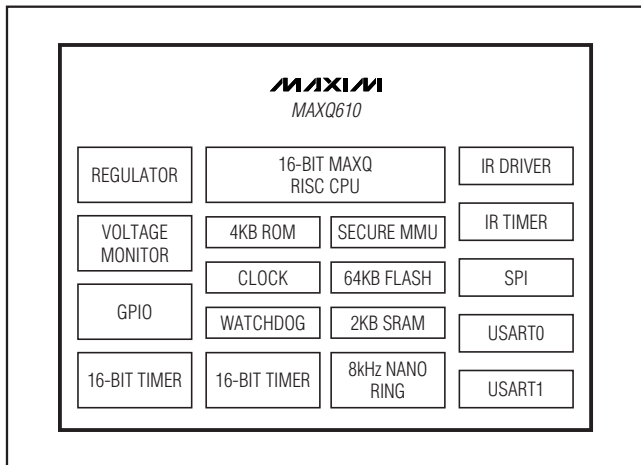 MAXIM
MAXQ610
REGULATOR
16-BIT MAXQ
RISC CPU
IR DRIVER
VOLTAGE
MONITOR
4KB ROM
SECURE MMU
IR TIMER
CLOCK
64KB FLASH
SPI
GPIO
WATCHDOG
2KB SRAM
USART0
16-BIT TIMER
16-BIT TIMER
8kHz NANO
RING
USART1